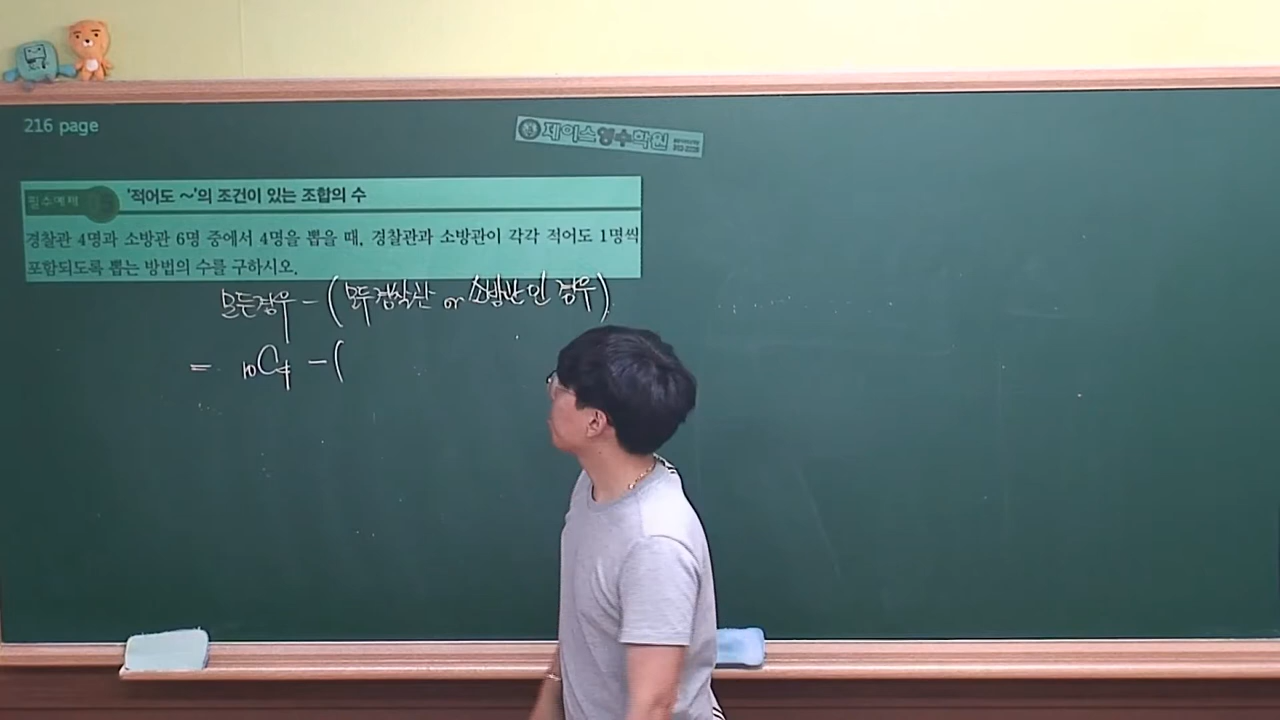 216 page
제이스영수학원
필수예제
'적어도 ~'의 조건이 있는 조합의 수
경찰관 4명과 소방관 6명 중에서 4명을 뽑을 때, 경찰관과 소방관이 각각 적어도 1명씩
포함되도록 뽑는 방법의 수를 구하시오.
모든경우 - (모두경찰관 or 소방관인 경우)
= ₁₀C₄ - (